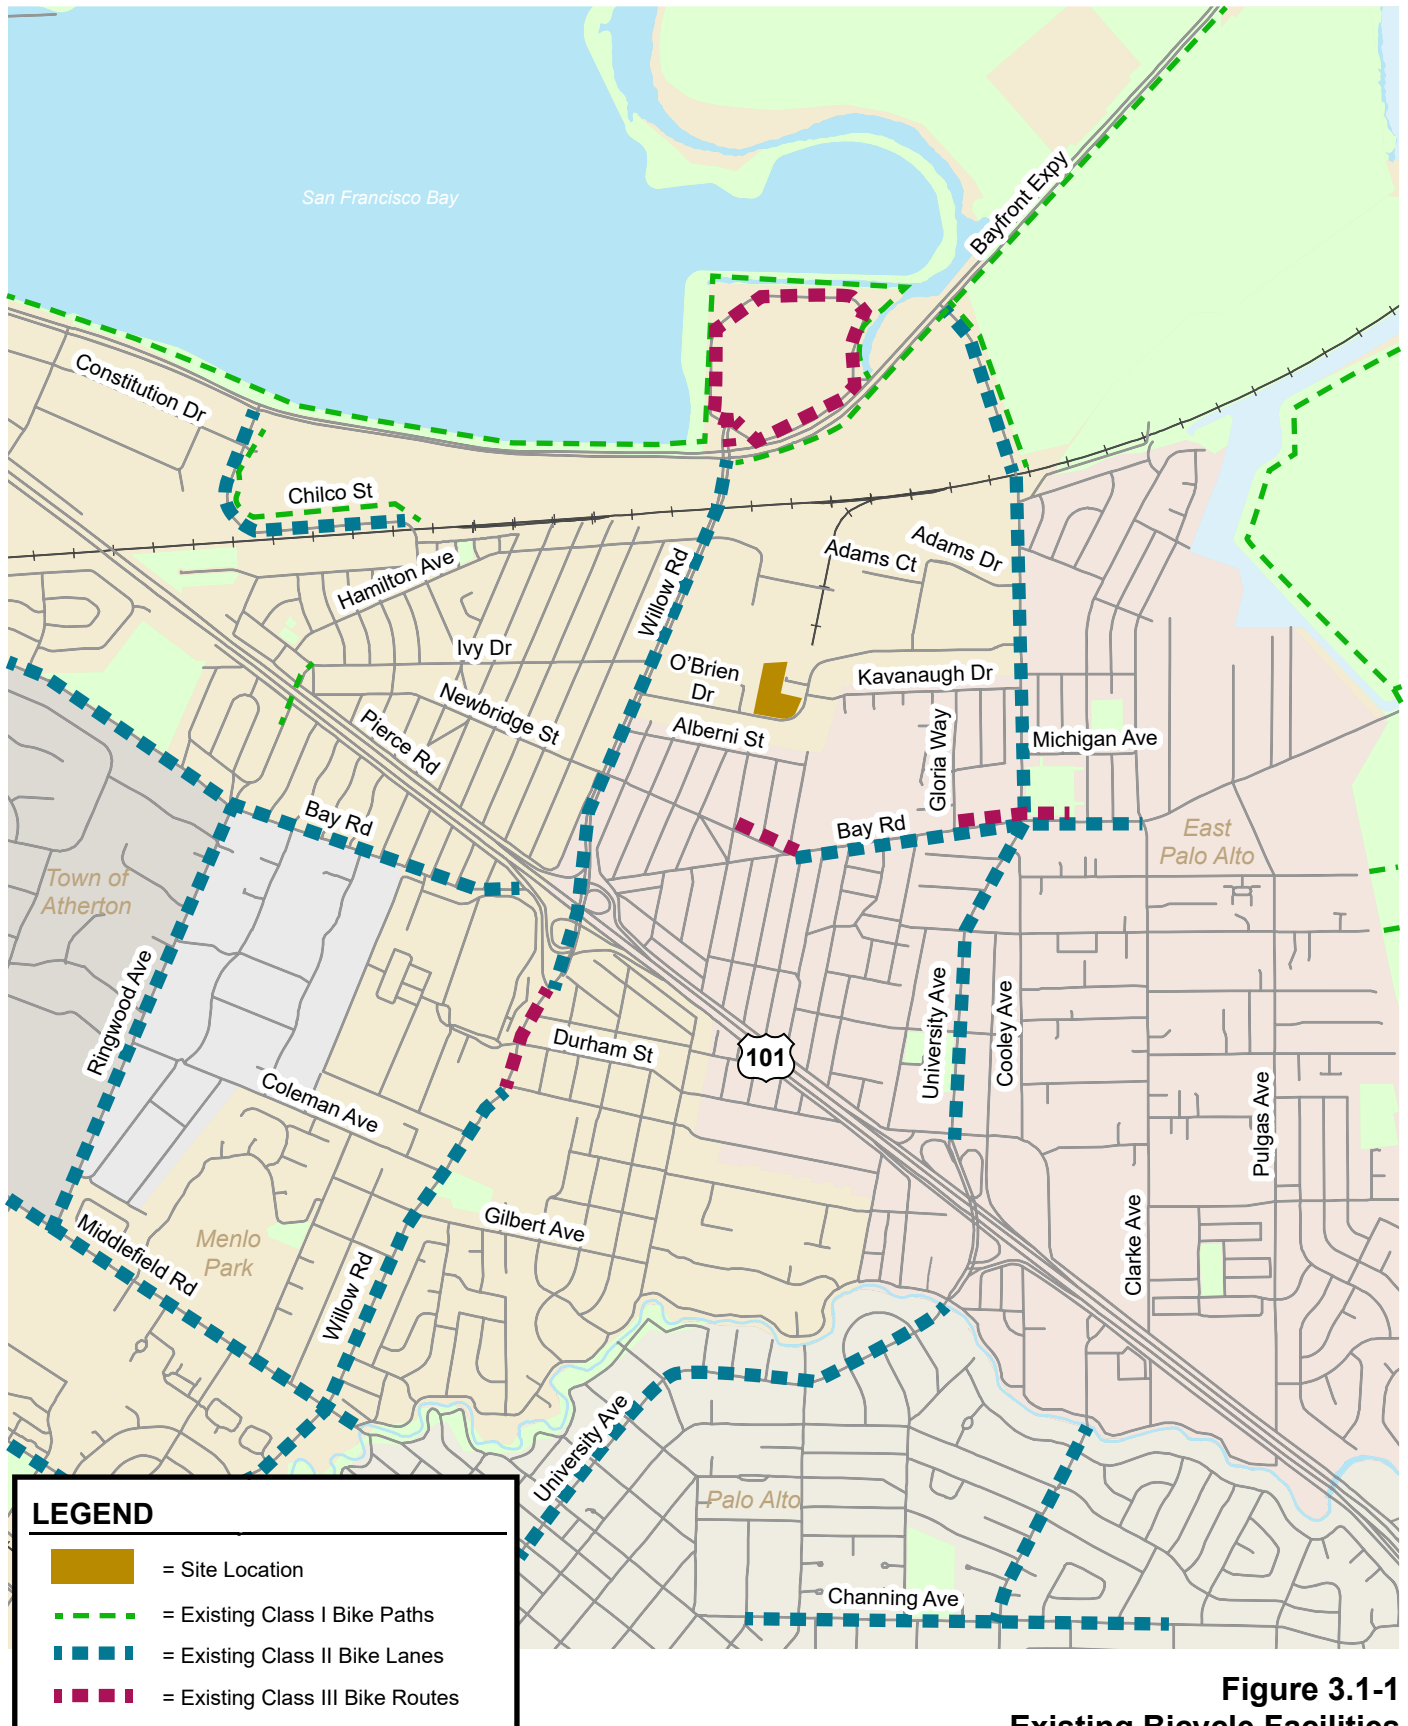 San Francisco Bay
Bayfront Expy
Constitution Dr
Chilco St
Hamilton Ave
Adams Ct
Adams Dr
Willow Rd
Ivy Dr
O'Brien
Dr
Kavanaugh Dr
Newbridge St
Pierce Rd
Alberni St
Gloria Way
Michigan Ave
Bay Rd
Bay Rd
East
Palo Alto
Town of
Atherton
Ringwood Ave
University Ave
Cooley Ave
Durham St
101
Coleman Ave
Pulgas Ave
Clarke Ave
Gilbert Ave
Middlefield Rd
Menlo
Park
Willow Rd
University Ave
Palo Alto
Channing Ave
LEGEND
= Site Location
= Existing Class I Bike Paths
= Existing Class II Bike Lanes
= Existing Class III Bike Routes
Figure 3.1-1
Existing Bicycle Facilities